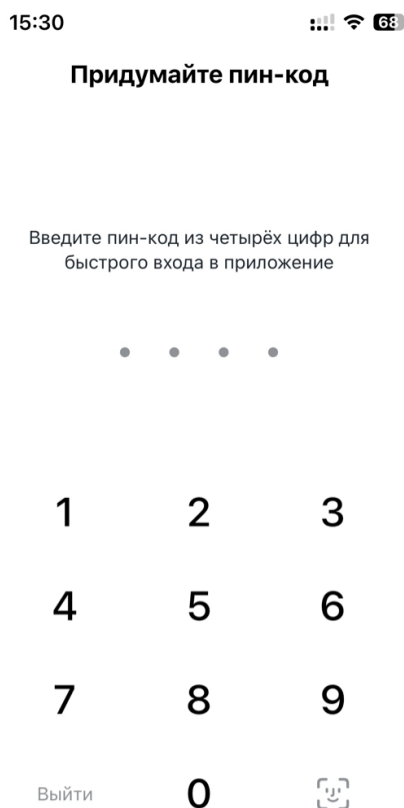 15:30
68
Придумайте пин-код
Введите пин-код из четырёх цифр для
быстрого входа в приложение
1 2 3
4 5 6
7 8 9
Выйти 0